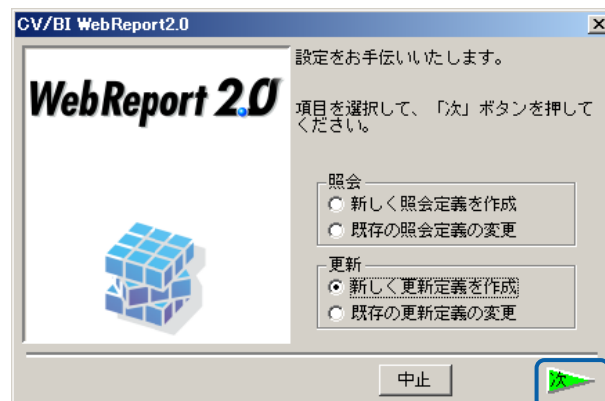 CV/BI WebReport2.0
設定をお手伝いいたします。
WebReport 2.0
項目を選択して、「次」ボタンを押して
ください。
照会
新しく照会定義を作成
既存の照会定義の変更
更新
新しく更新定義を作成
既存の更新定義の変更
中止
次